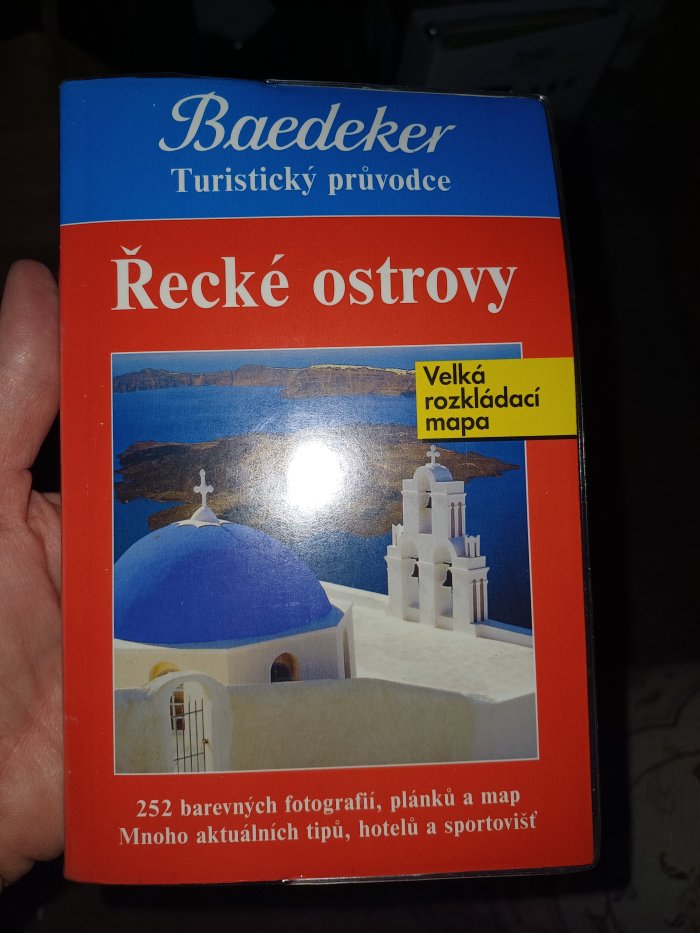 Baedeker
Turistický průvodce
Řecké ostrovy
Velká
rozkládací
mapa
252 barevných fotografií, plánků a map
Mnoho aktuálních tipů, hotelů a sportovišť